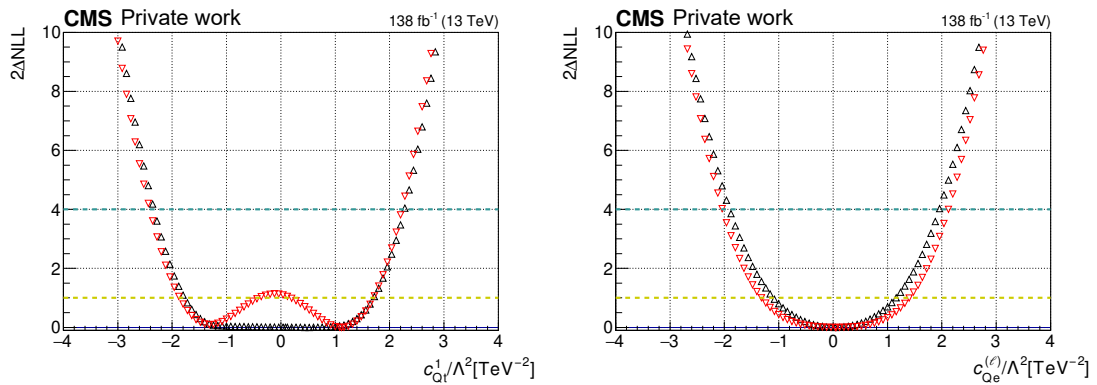 CMS Private work 138 fb⁻¹ (13 TeV)
2ΔNLL
10
8
6
4
2
0
−4 −3 −2 −1 0 1 2 3 4
c¹_Qt/Λ²[TeV⁻²]
CMS Private work 138 fb⁻¹ (13 TeV)
2ΔNLL
10
8
6
4
2
0
−4 −3 −2 −1 0 1 2 3 4
c^(ℓ)_Qe/Λ²[TeV⁻²]